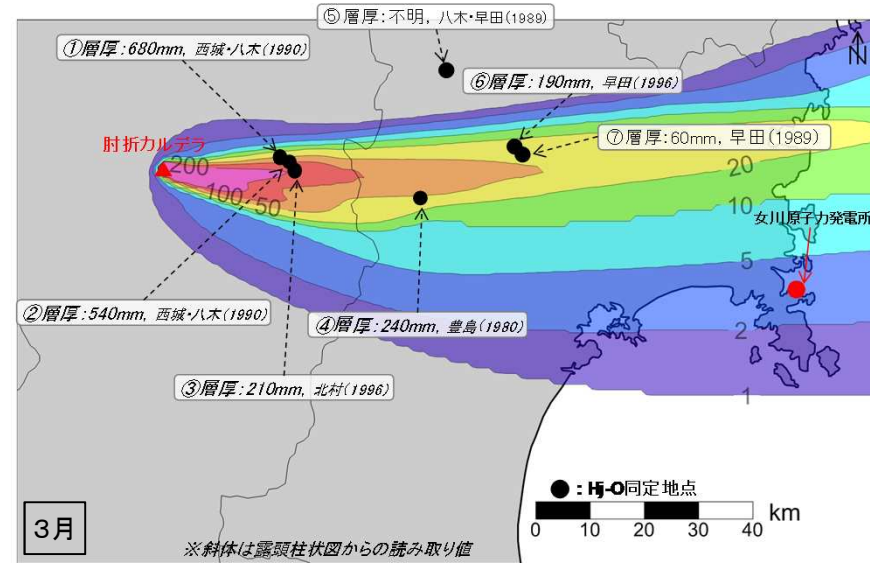 ⑤層厚:不明, 八木・早田(1989)
①層厚:680mm, 西城・八木(1990)
⑥層厚:190mm, 早田(1996)
N
肘折カルデラ
⑦層厚:60mm, 早田(1989)
200
100
50
20
10
女川原子力発電所
5
②層厚:540mm, 西城・八木(1990)
④層厚:240mm, 豊島(1980)
2
③層厚:210mm, 北村(1996)
1
●:Hj-O同定地点
km
0 10 20 30 40
3月
※斜体は露頭柱状図からの読み取り値